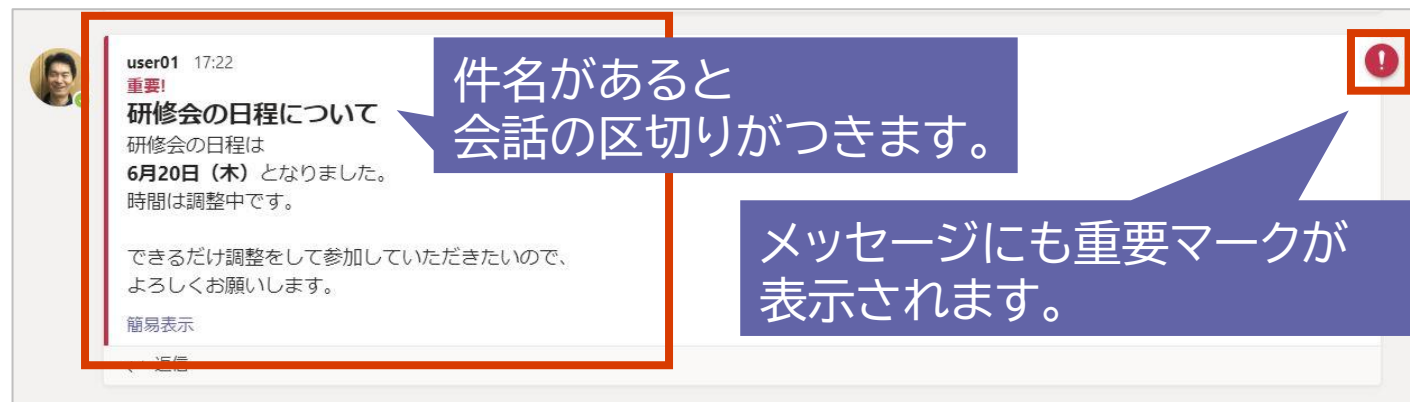 user01 17:22
重要!
研修会の日程について
研修会の日程は
6月20日（木）となりました。
時間は調整中です。
できるだけ調整をして参加していただきたいので、
よろしくお願いします。
簡易表示
返信
件名があると
会話の区切りがつきます。
メッセージにも重要マークが
表示されます。